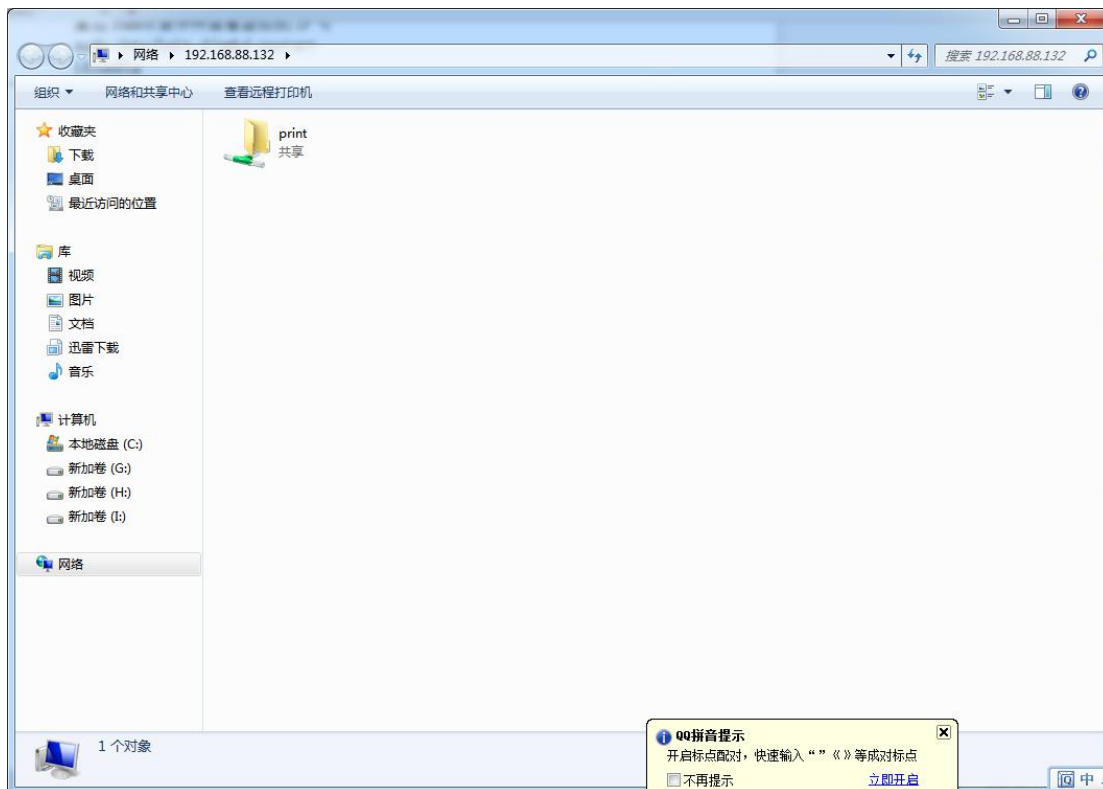 网络 192.168.88.132
搜索 192.168.88.132
组织 网络和共享中心 查看远程打印机
收藏夹
下载
桌面
最近访问的位置
库
视频
图片
文档
迅雷下载
音乐
计算机
本地磁盘 (C:)
新加卷 (G:)
新加卷 (H:)
新加卷 (I:)
网络
print
共享
1 个对象
QQ拼音提示
开启标点配对，快速输入“ ”《 》等成对标点
不再提示 立即开启
中